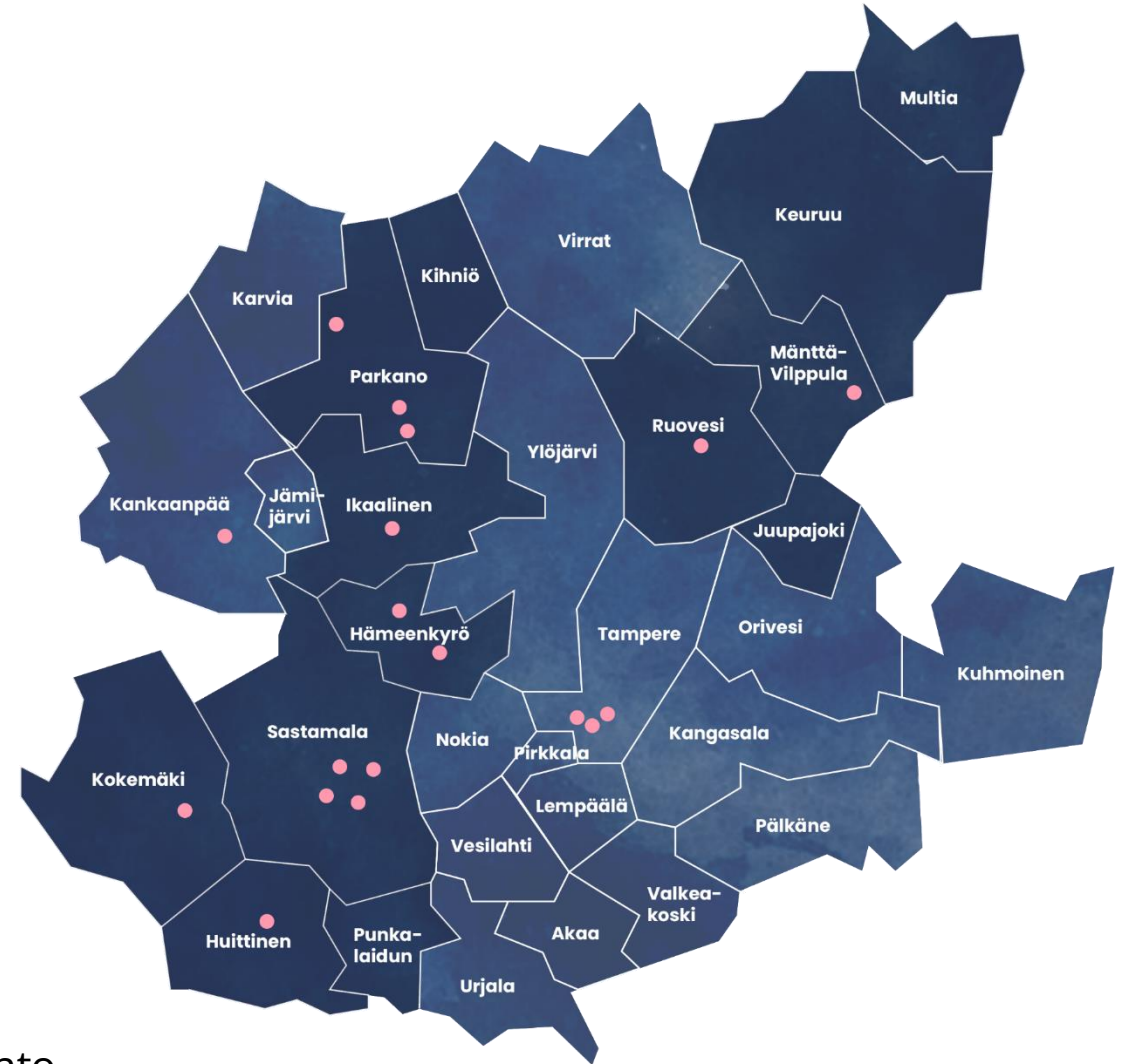 Multia
Keuruu
Virrat
Kihniö
Karvia
Mänttä-
Vilppula
Parkano
Ruovesi
Ylöjärvi
Jämi-
järvi
Kankaanpää
Ikaalinen
Juupajoki
Orivesi
Hämeenkyrö
Tampere
Kuhmoinen
Sastamala
Nokia
Kangasala
Pirkkala
Kokemäki
Lempäälä
Pälkäne
Vesilahti
Valkea-
koski
Huittinen
Punka-
laidun
Akaa
Urjala